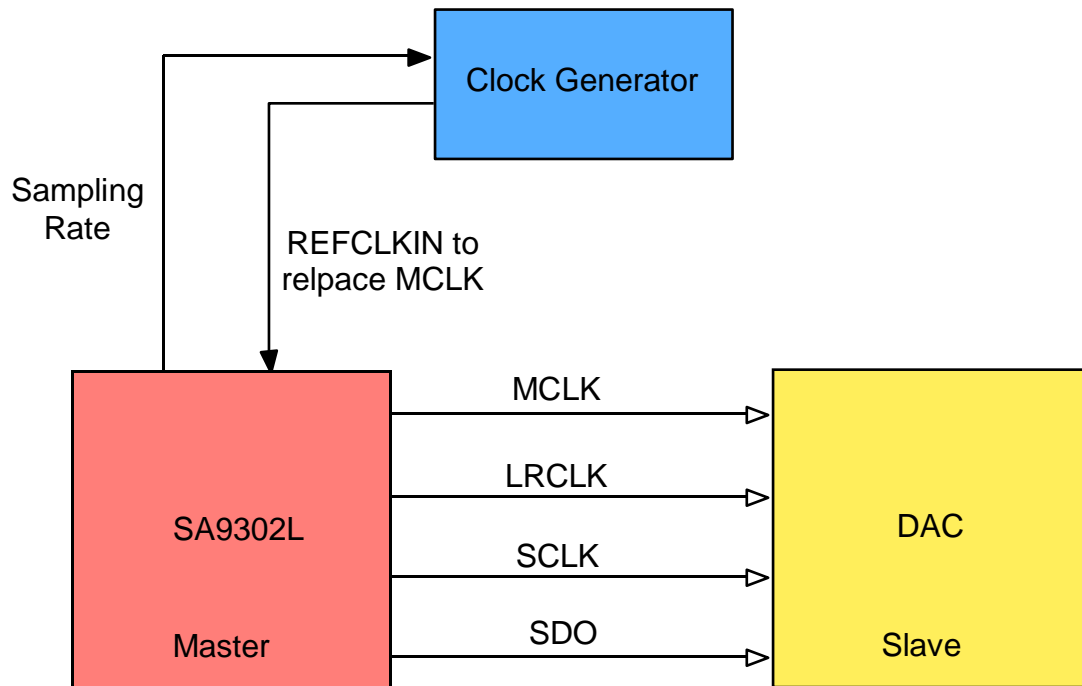 Clock Generator
Sampling
Rate
REFCLKIN to
relpace MCLK
MCLK
LRCLK
SA9302L
DAC
SCLK
SDO
Master
Slave